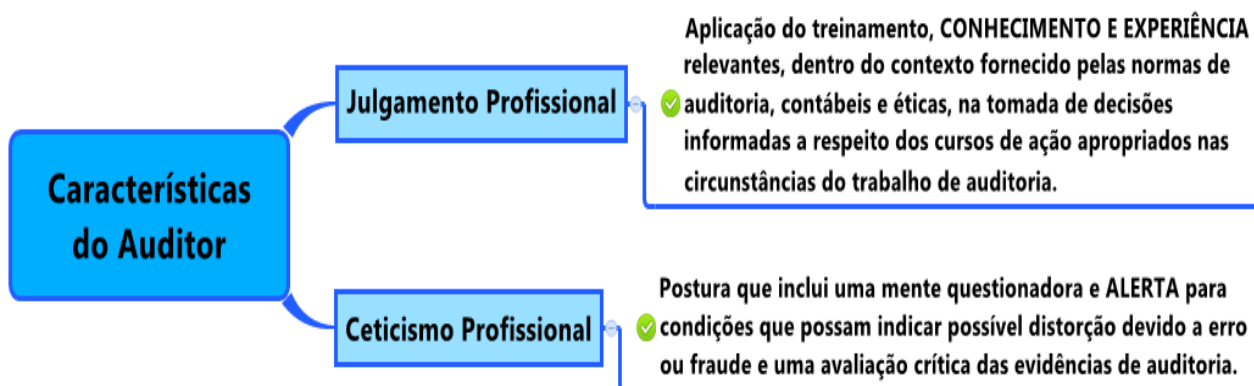 Características
do Auditor
Julgamento Profissional
Aplicação do treinamento, CONHECIMENTO E EXPERIÊNCIA
relevantes, dentro do contexto fornecido pelas normas de
auditoria, contábeis e éticas, na tomada de decisões
informadas a respeito dos cursos de ação apropriados nas
circunstâncias do trabalho de auditoria.
Ceticismo Profissional
Postura que inclui uma mente questionadora e ALERTA para
condições que possam indicar possível distorção devido a erro
ou fraude e uma avaliação crítica das evidências de auditoria.